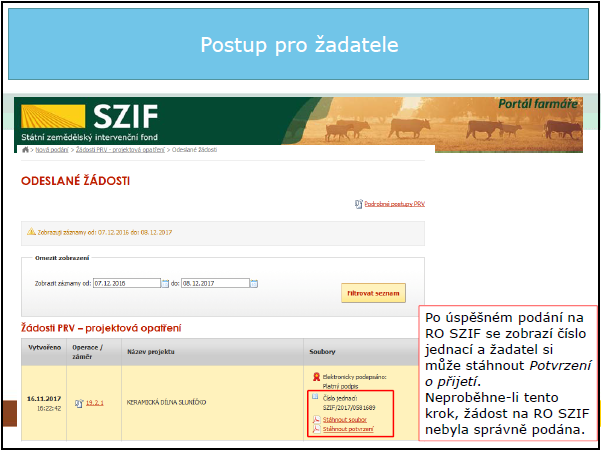 Postup pro žadatele
SZIF
Státní zemědělský intervenční fond
Portál farmáře
> Nová podání > Žádosti PRV - projektová opatření > Odeslané žádosti
ODESLANÉ ŽÁDOSTI
Podrobné postupy PRV
Zobrazuji záznamy od: 07.12.2016 do: 08.12.2017
Omezit zobrazení
Zobrazit záznamy od: 07.12.2016 do: 08.12.2017
Filtrovat seznam
Žádosti PRV – projektová opatření
Vytvořeno Operace / záměr Název projektu Soubory
16.11.2017
16:22:42
19.2.1
KERAMICKÁ DÍLNA SLUNÍČKO
Elektronicky podepsáno:
Platný podpis
Číslo jednací:
SZIF/2017/0581689
Stáhnout soubor
Stáhnout potvrzení
Po úspěšném podání na
RO SZIF se zobrazí číslo
jednací a žadatel si
může stáhnout Potvrzení
o přijetí.
Neproběhne-li tento
krok, žádost na RO SZIF
nebyla správně podána.